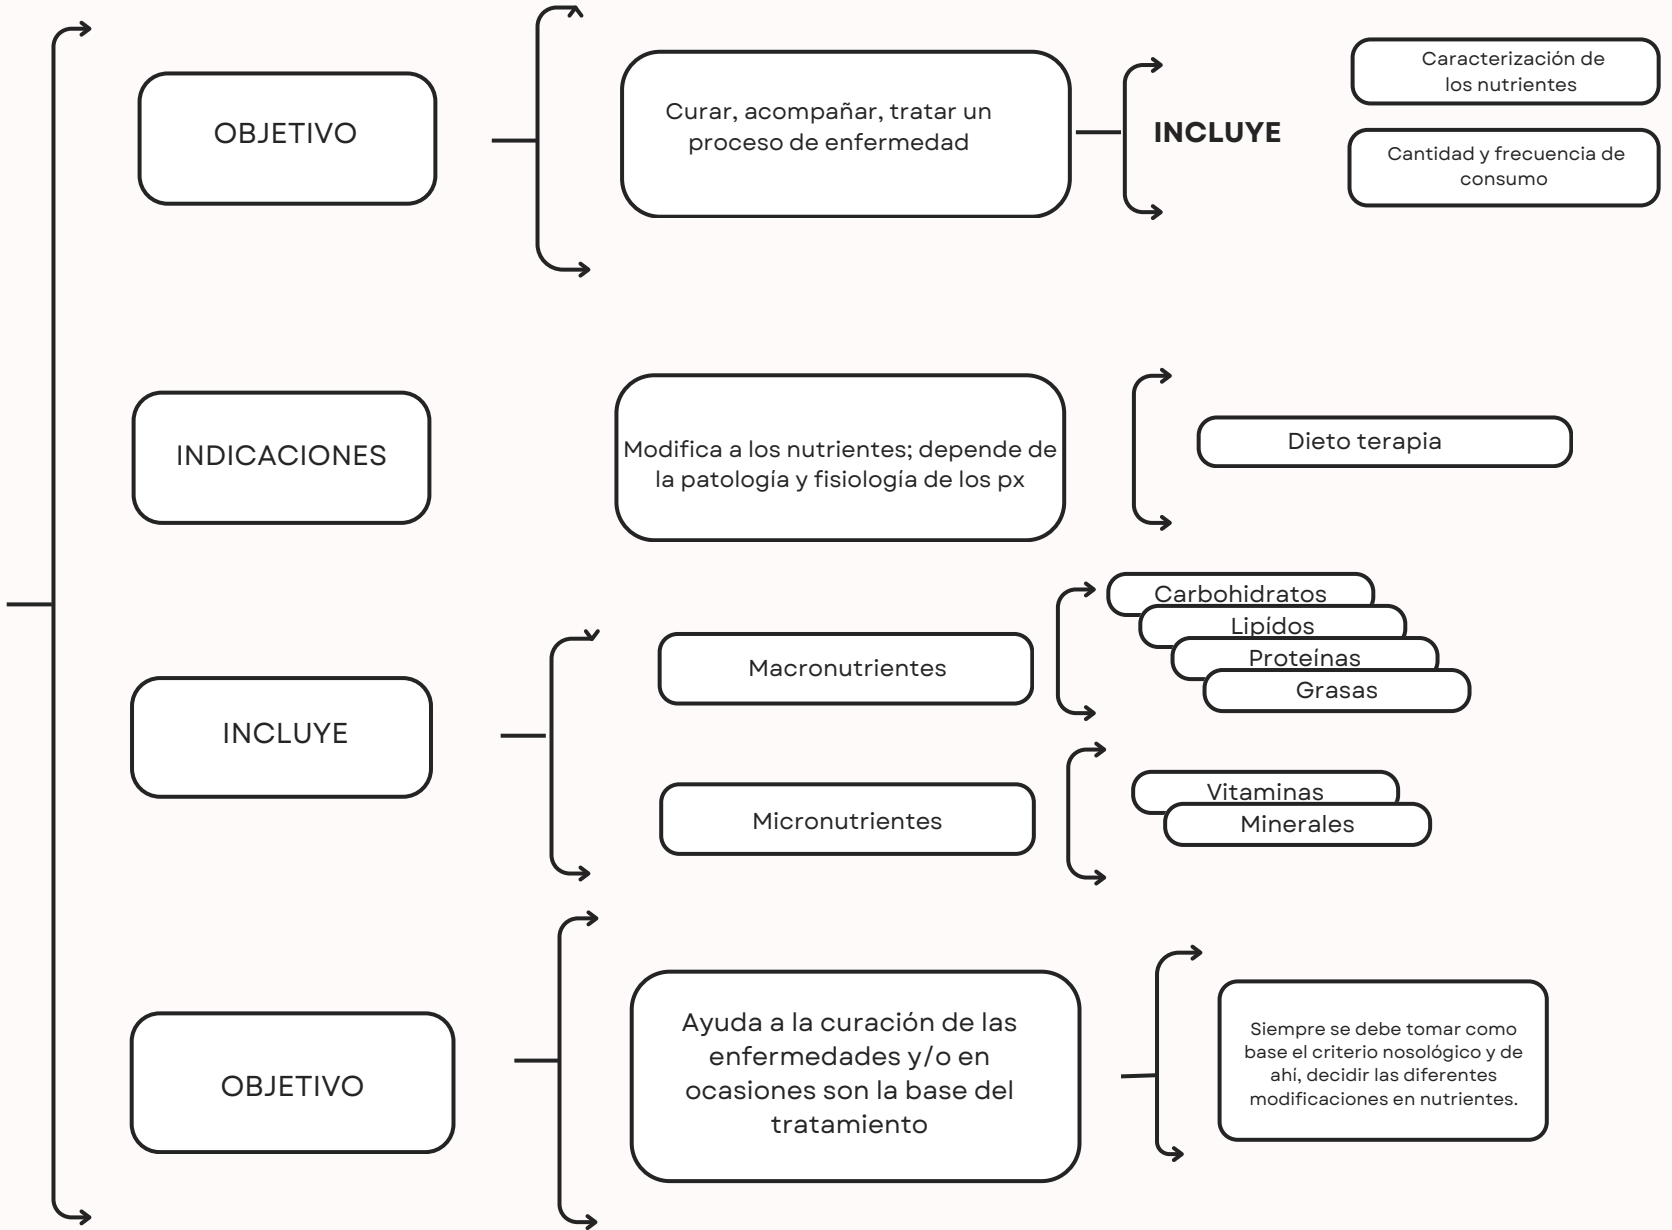 OBJETIVO
Curar, acompañar, tratar un
proceso de enfermedad
INCLUYE
Caracterización de
los nutrientes
Cantidad y frecuencia de
consumo
INDICACIONES
Modifica a los nutrientes; depende de
la patología y fisiología de los px
Dieto terapia
INCLUYE
Macronutrientes
Carbohidratos
Lipídos
Proteínas
Grasas
Micronutrientes
Vitaminas
Minerales
OBJETIVO
Ayuda a la curación de las
enfermedades y/o en
ocasiones son la base del
tratamiento
Siempre se debe tomar como
base el criterio nosológico y de
ahí, decidir las diferentes
modificaciones en nutrientes.